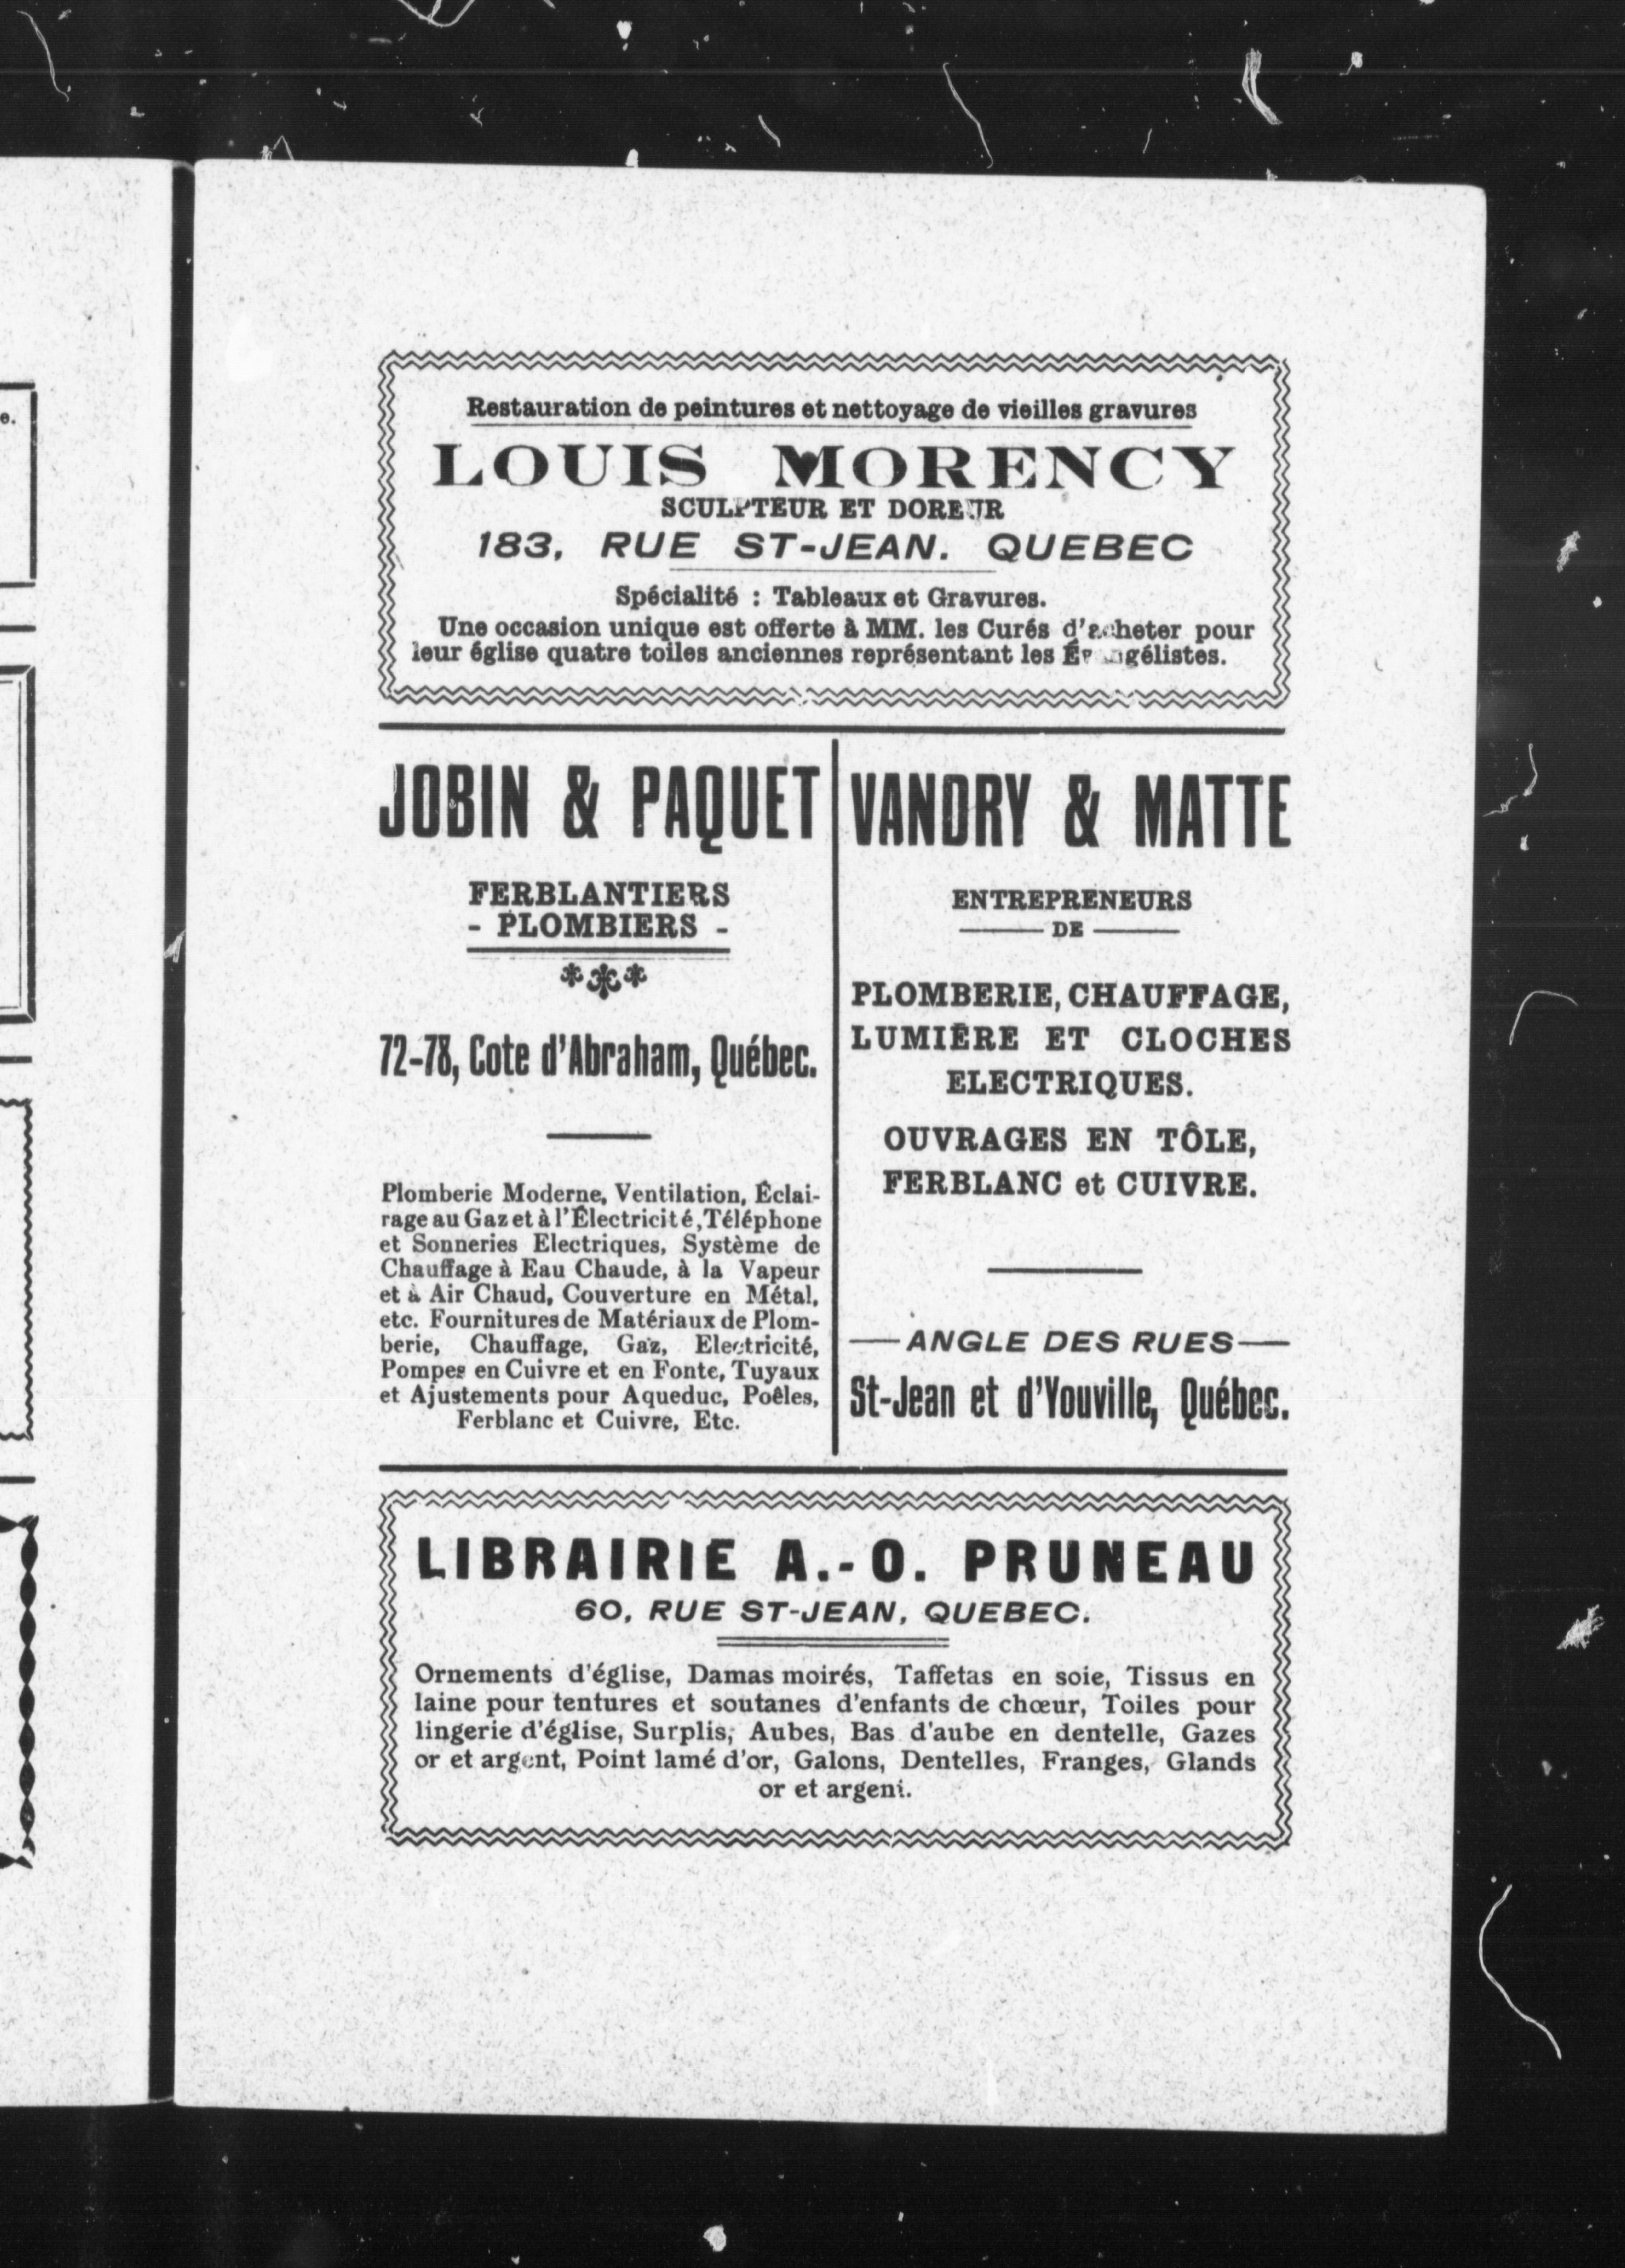 e.
Restauration de peintures et nettoyage de vieilles gravures
LOUIS MORENCY
SCULPTEUR ET DOREUR
183, RUE ST-JEAN. QUEBEC
Spécialité : Tableaux et Gravures.
Une occasion unique est offerte à MM. les Curés d'acheter pour
leur église quatre toiles anciennes représentant les Évangélistes.
JOBIN & PAQUET
FERBLANTIERS
- PLOMBIERS -
72-78, Cote d'Abraham, Québec.
Plomberie Moderne, Ventilation, Éclai-
rage au Gaz et à l'Électricité, Téléphone
et Sonneries Electriques, Système de
Chauffage à Eau Chaude, à la Vapeur
et à Air Chaud, Couverture en Métal,
etc. Fournitures de Matériaux de Plom-
berie, Chauffage, Gaz, Electricité,
Pompes en Cuivre et en Fonte, Tuyaux
et Ajustements pour Aqueduc, Poêles,
Ferblanc et Cuivre, Etc.
VANDRY & MATTE
ENTREPRENEURS
DE
PLOMBERIE, CHAUFFAGE,
LUMIÈRE ET CLOCHES
ELECTRIQUES.
OUVRAGES EN TÔLE,
FERBLANC et CUIVRE.
— ANGLE DES RUES —
St-Jean et d'Youville, Québec.
LIBRAIRIE A.-O. PRUNEAU
60, RUE ST-JEAN, QUEBEC.
Ornements d'église, Damas moirés, Taffetas en soie, Tissus en
laine pour tentures et soutanes d'enfants de chœur, Toiles pour
lingerie d'église, Surplis, Aubes, Bas d'aube en dentelle, Gazes
or et argent, Point lamé d'or, Galons, Dentelles, Franges, Glands
or et argent.